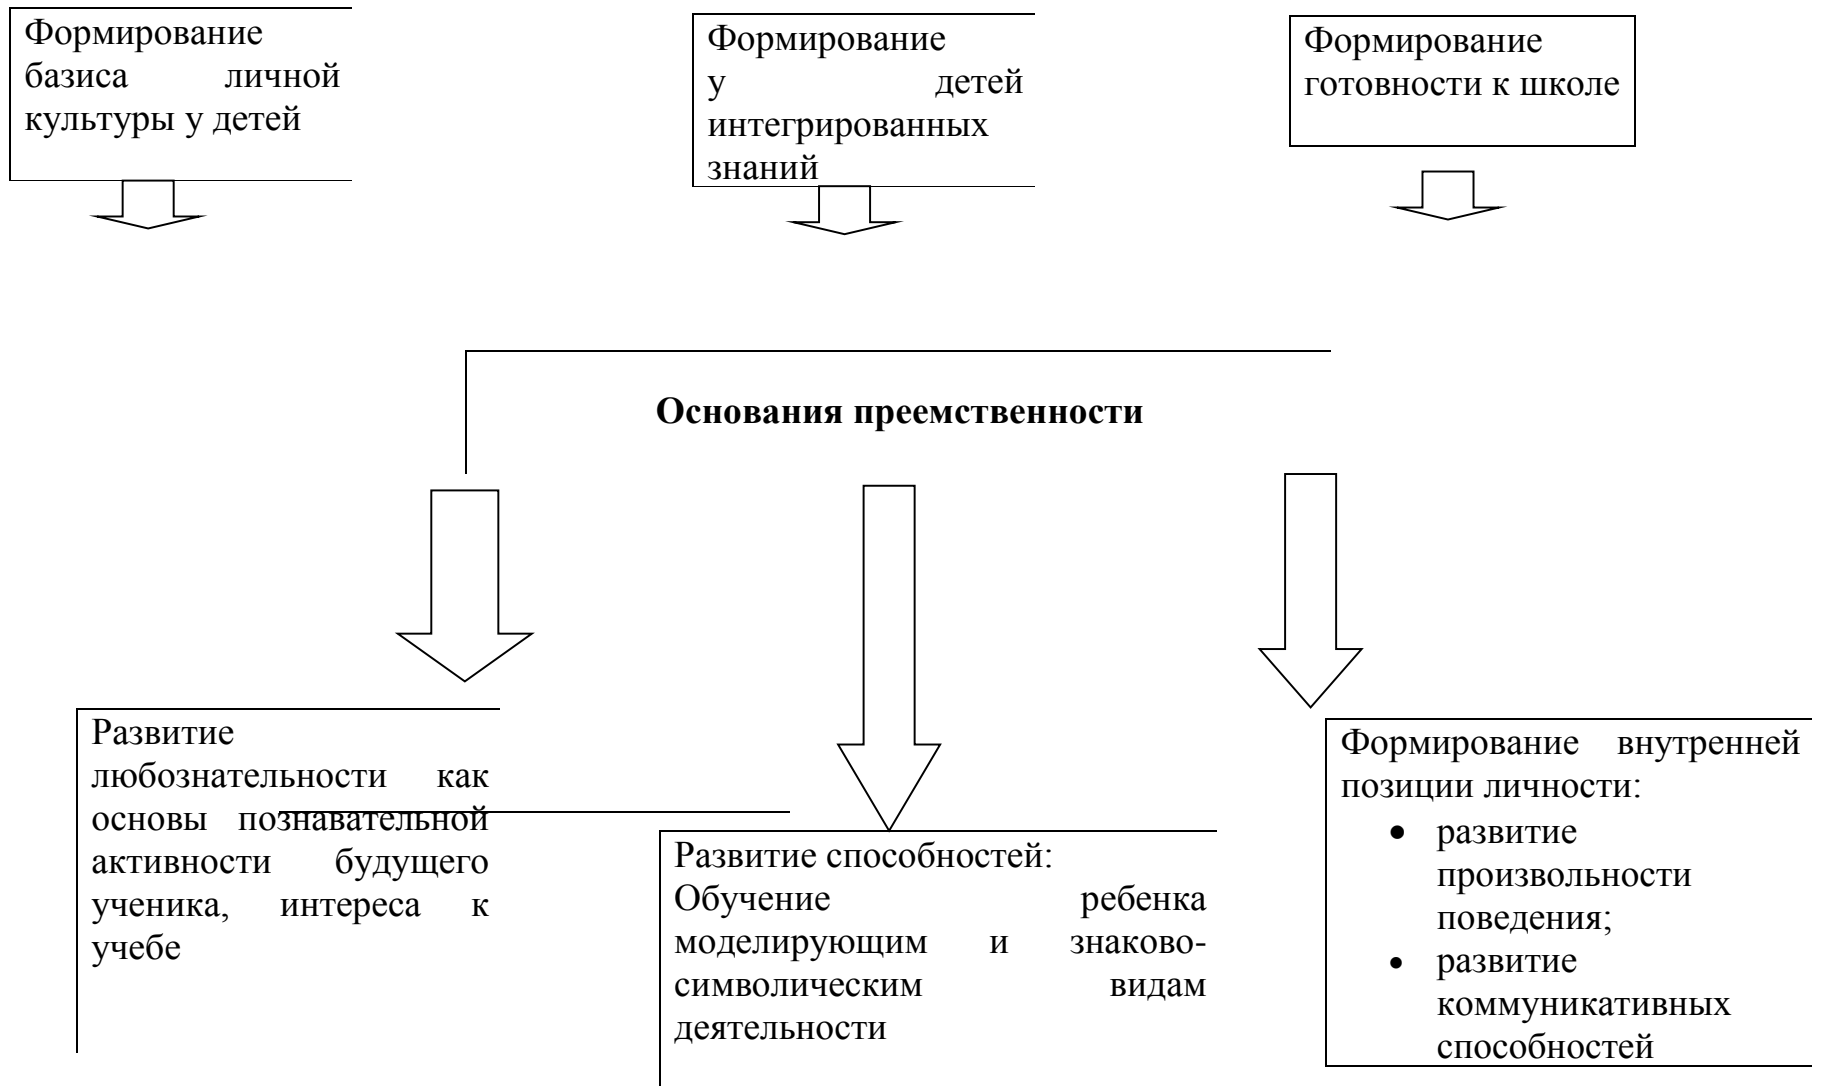 Формирование
базиса личной
культуры у детей
Формирование
у детей
интегрированных
знаний
Формирование
готовности к школе
Основания преемственности
Развитие
любознательности как
основы познавательной
активности будущего
ученика, интереса к
учебе
Развитие способностей:
Обучение ребенка
моделирующим и знаково-
символическим видам
деятельности
Формирование внутренней
позиции личности:
• развитие
произвольности
поведения;
• развитие
коммуникативных
способностей